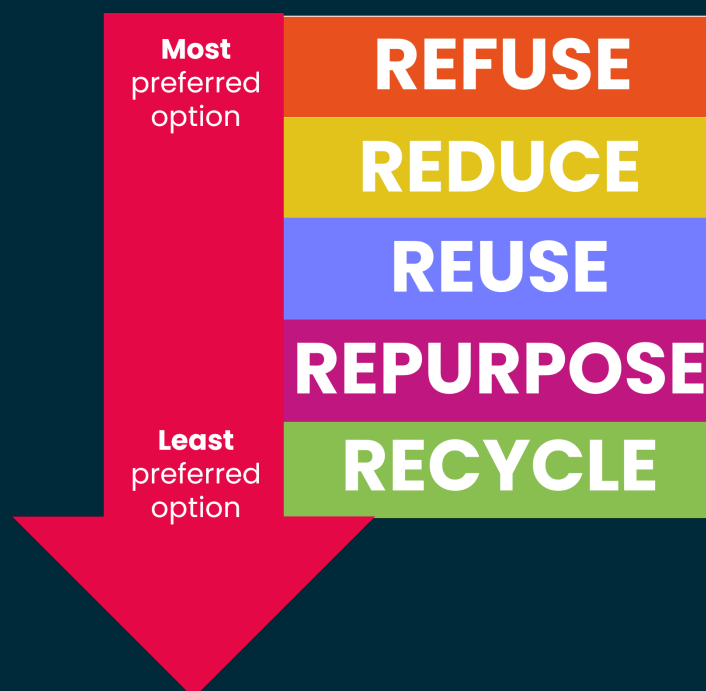 Most
preferred
option
REFUSE
REDUCE
REUSE
REPURPOSE
Least
preferred
option
RECYCLE